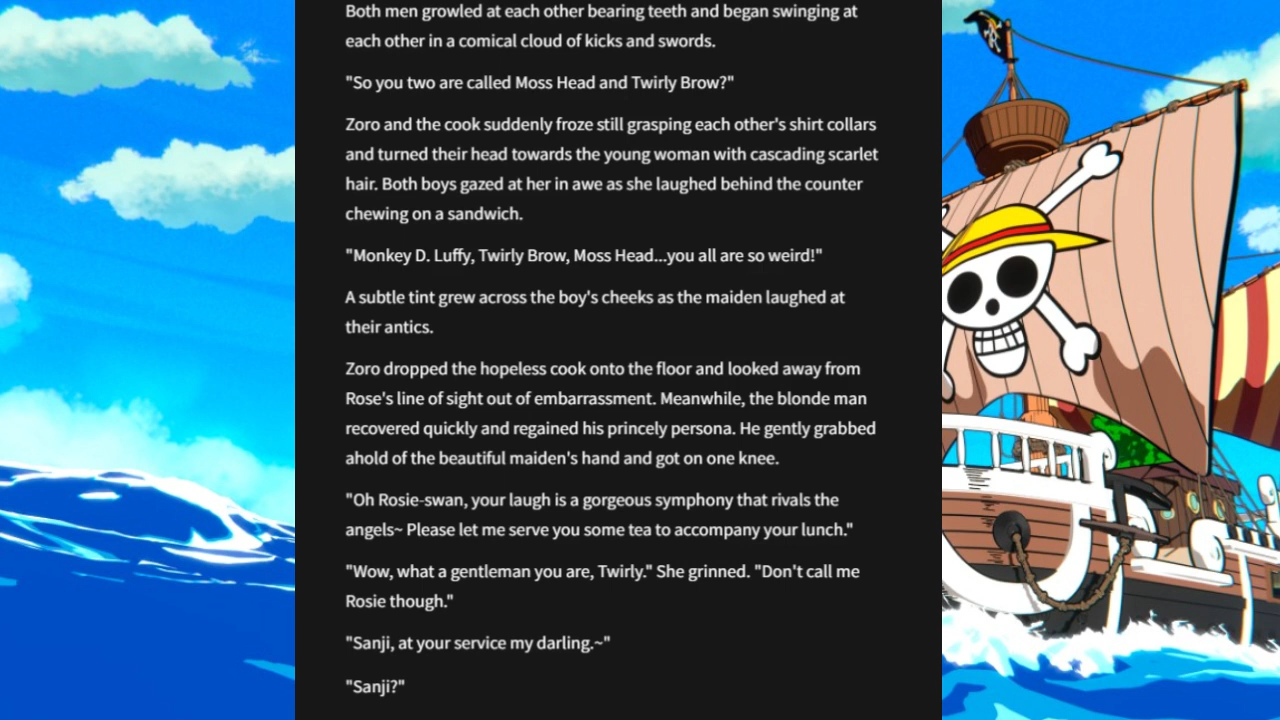 Both men growled at each other bearing teeth and began swinging at
each other in a comical cloud of kicks and swords.
"So you two are called Moss Head and Twirly Brow?"
Zoro and the cook suddenly froze still grasping each other's shirt collars
and turned their head towards the young woman with cascading scarlet
hair. Both boys gazed at her in awe as she laughed behind the counter
chewing on a sandwich.
"Monkey D. Luffy, Twirly Brow, Moss Head...you all are so weird!"
A subtle tint grew across the boy's cheeks as the maiden laughed at
their antics.
Zoro dropped the hopeless cook onto the floor and looked away from
Rose's line of sight out of embarrassment. Meanwhile, the blonde man
recovered quickly and regained his princely persona. He gently grabbed
ahold of the beautiful maiden's hand and got on one knee.
"Oh Rosie-swan, your laugh is a gorgeous symphony that rivals the
angels~ Please let me serve you some tea to accompany your lunch."
"Wow, what a gentleman you are, Twirly." She grinned. "Don't call me
Rosie though."
"Sanji, at your service my darling.~"
"Sanji?"